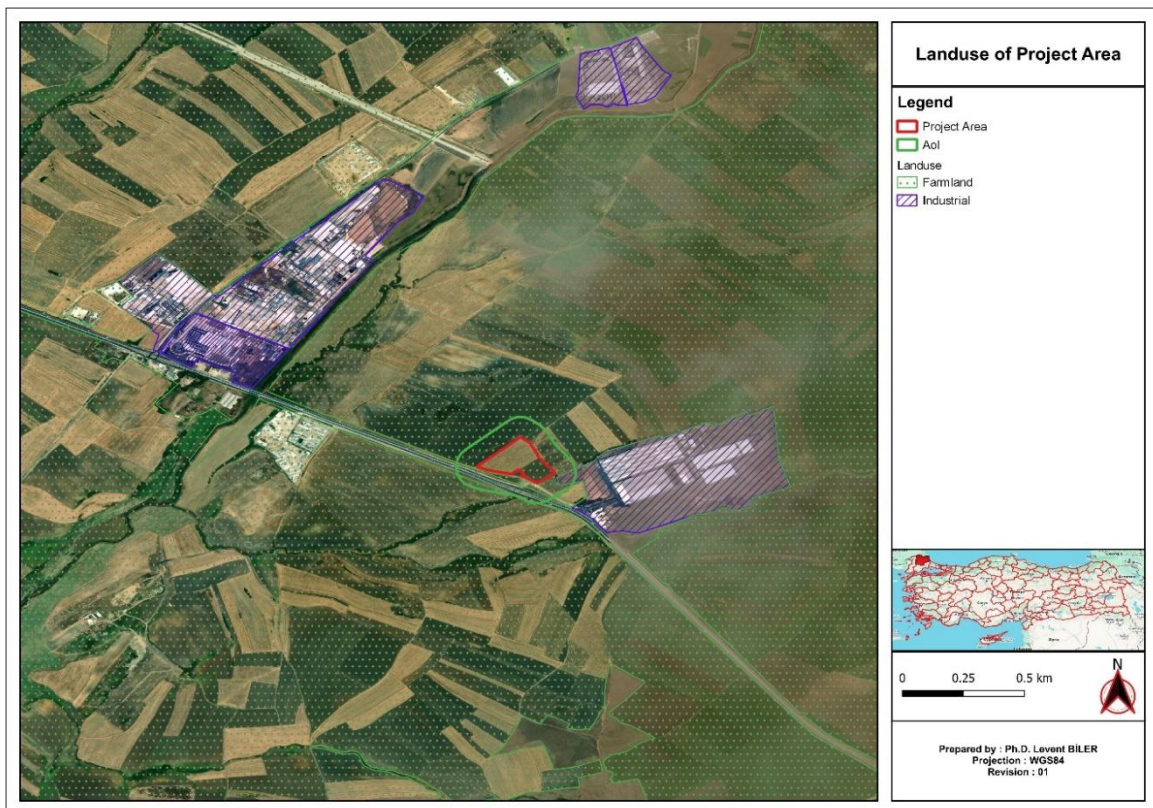 Landuse of Project Area
Legend
Project Area
AoI
Landuse
Farmland
Industrial
0 0.25 0.5 km
N
Prepared by : Ph.D. Levent BİLER
Projection : WGS84
Revision : 01